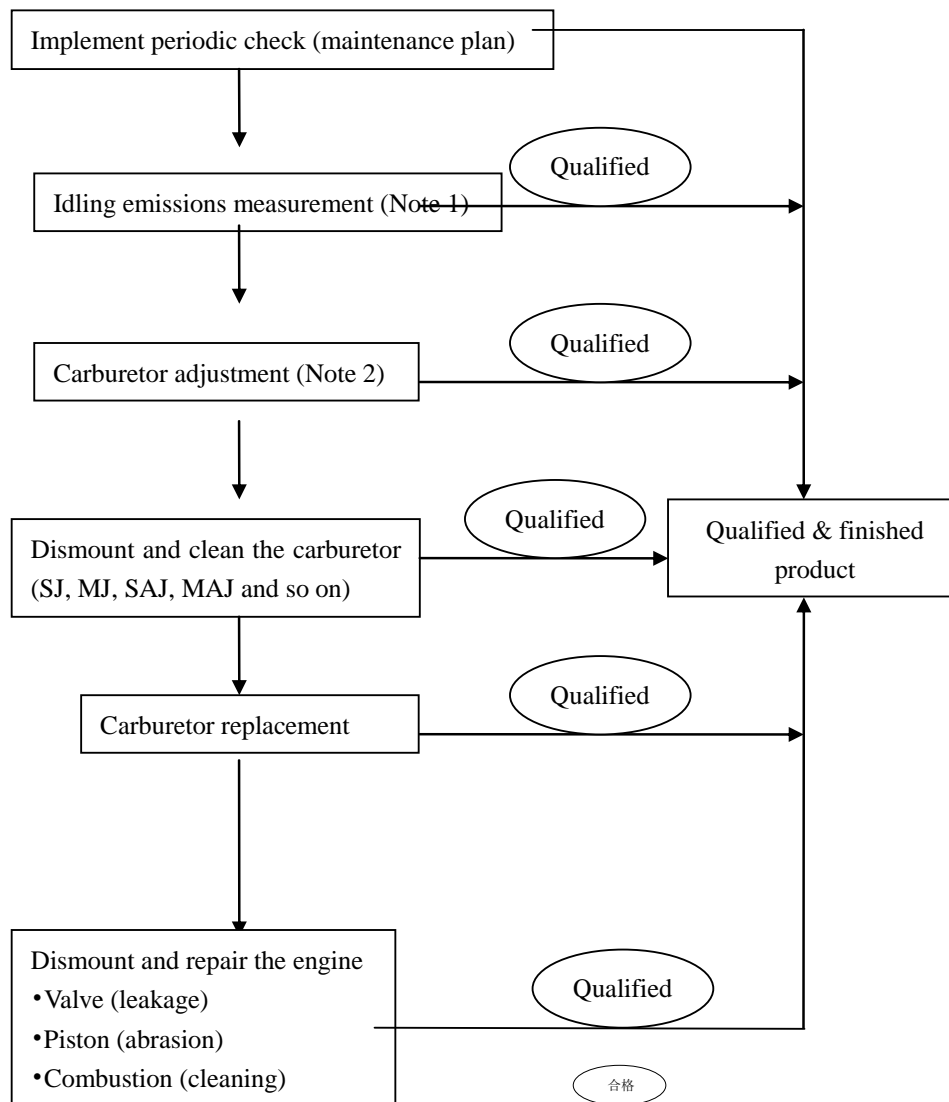 Implement periodic check (maintenance plan)
Qualified
Idling emissions measurement (Note 1)
Qualified
Carburetor adjustment (Note 2)
Qualified
Dismount and clean the carburetor
(SJ, MJ, SAJ, MAJ and so on)
Qualified & finished
product
Qualified
Carburetor replacement
Dismount and repair the engine
•Valve (leakage)
•Piston (abrasion)
•Combustion (cleaning)
Qualified
合格